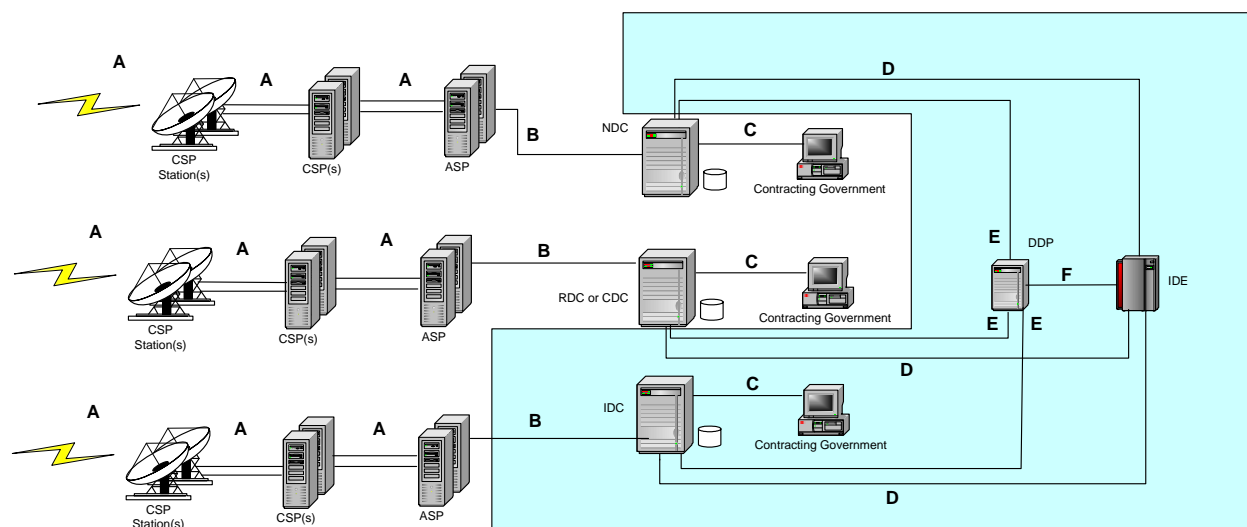 D
A
A
A
NDC
C
B
CSP
Station(s)
CSP(s)
ASP
Contracting Government
A
A
A
B
C
E
DDP
F
IDE
RDC or CDC
E
E
Contracting Government
CSP
Station(s)
CSP(s)
ASP
D
A
A
A
B
IDC
C
Contracting Government
D
CSP
Station(s)
CSP(s)
ASP